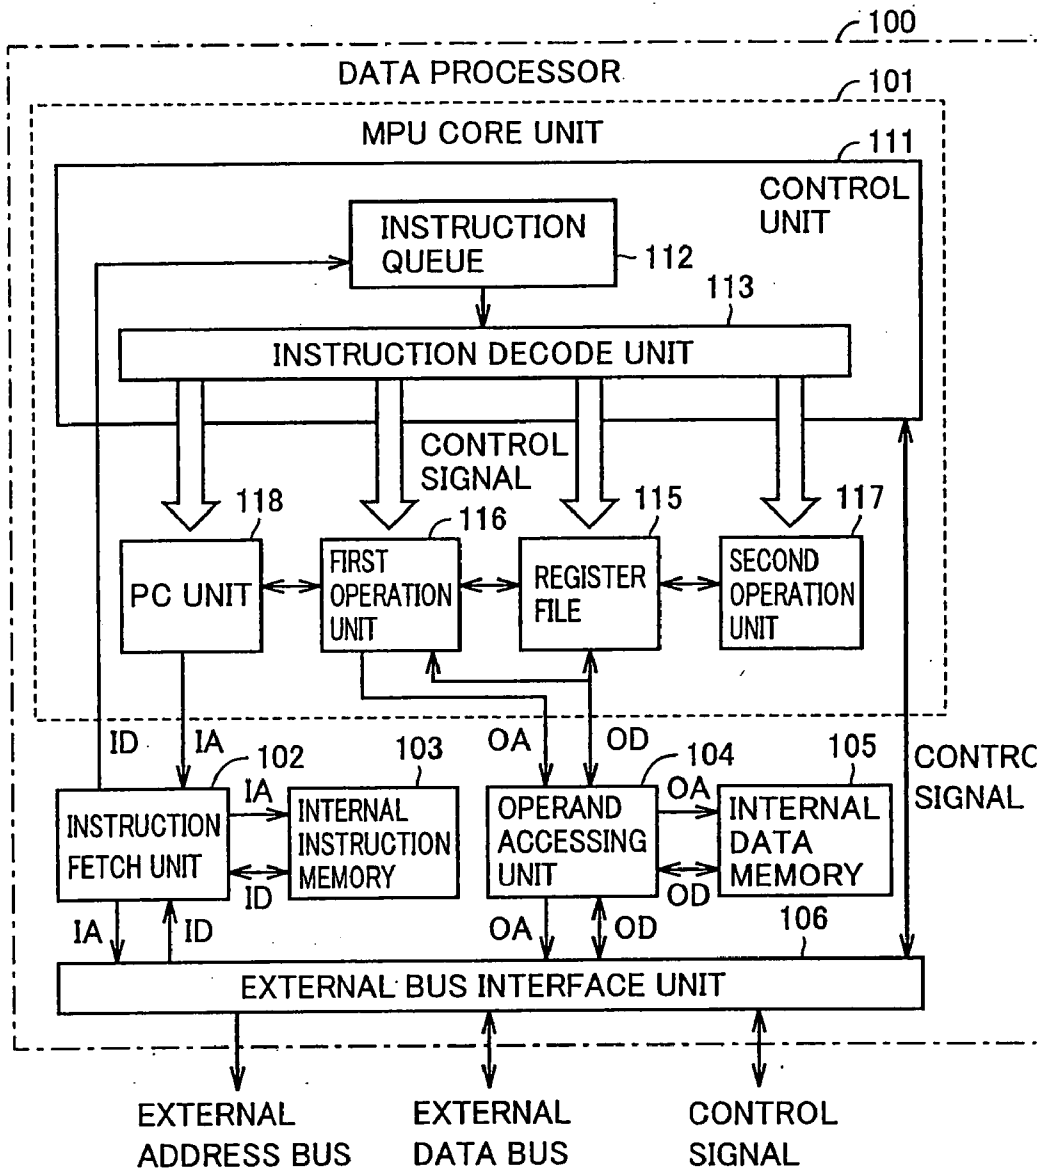 100
DATA PROCESSOR
101
MPU CORE UNIT
111
CONTROL
UNIT
INSTRUCTION
QUEUE
112
113
INSTRUCTION DECODE UNIT
CONTROL
SIGNAL
118
116
115
117
PC UNIT
FIRST
OPERATION
UNIT
REGISTER
FILE
SECOND
OPERATION
UNIT
ID
IA
102
103
OA
OD
104
105
CONTRO
SIGNAL
INSTRUCTION
FETCH UNIT
IA
ID
INTERNAL
INSTRUCTION
MEMORY
OPERAND
ACCESSING
UNIT
OA
OD
INTERNAL
DATA
MEMORY
IA
ID
OA
OD
106
EXTERNAL BUS INTERFACE UNIT
EXTERNAL
ADDRESS BUS
EXTERNAL
DATA BUS
CONTROL
SIGNAL